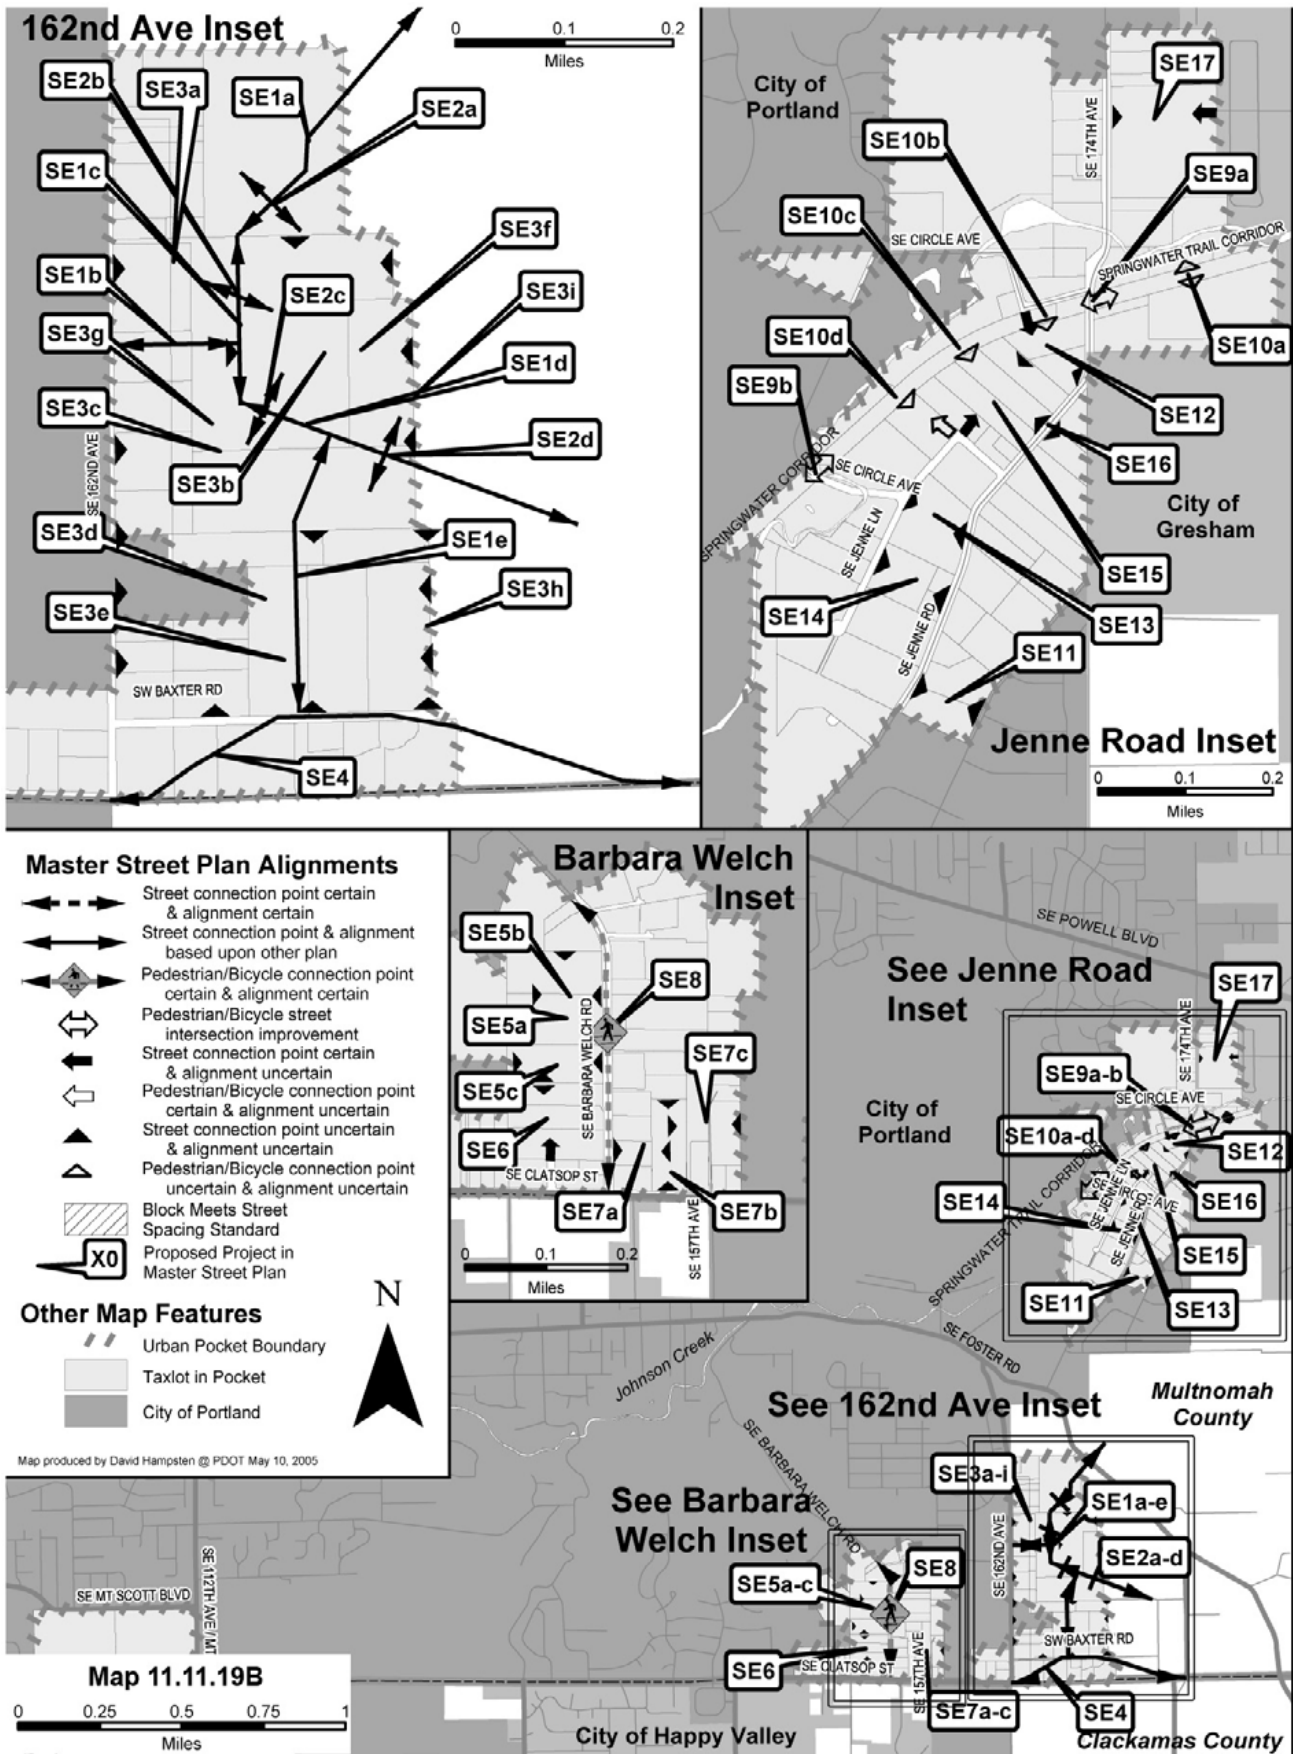 162nd Ave Inset
0 0.1 0.2
Miles
SE2b
SE3a
SE1a
SE2a
SE1c
SE3f
SE1b
SE2c
SE3i
SE3g
SE1d
SE3c
SE2d
SE3b
SE 162ND AVE
SE3d
SE1e
SE3h
SE3e
SW BAXTER RD
SE4
City of
Portland
SE17
SE 174TH AVE
SE10b
SE9a
SE10c
SE CIRCLE AVE
SPRINGWATER TRAIL CORRIDOR
SE10d
SE10a
SE9b
SE12
SE16
SPRINGWATER CORRIDOR
SE CIRCLE AVE
City of
Gresham
SE JENNE LN
SE15
SE14
SE13
SE JENNE RD
SE11
Jenne Road Inset
0 0.1 0.2
Miles
Master Street Plan Alignments
Street connection point certain
& alignment certain
Street connection point & alignment
based upon other plan
Pedestrian/Bicycle connection point
certain & alignment certain
Pedestrian/Bicycle street
intersection improvement
Street connection point certain
& alignment uncertain
Pedestrian/Bicycle connection point
certain & alignment uncertain
Street connection point uncertain
& alignment uncertain
Pedestrian/Bicycle connection point
uncertain & alignment uncertain
Block Meets Street
Spacing Standard
X0
Proposed Project in
Master Street Plan
Other Map Features
Urban Pocket Boundary
Taxlot in Pocket
City of Portland
N
Map produced by David Hampsten @ PDOT May 10, 2005
Barbara Welch
Inset
SE5b
SE8
SE5a
SE BARBARA WELCH RD
SE7c
SE5c
SE6
SE CLATSOP ST
SE7a
SE7b
SE 157TH AVE
0 0.1 0.2
Miles
SE POWELL BLVD
See Jenne Road
Inset
SE17
SE 174TH AVE
SE9a-b
SE CIRCLE AVE
City of
Portland
SE10a-d
SE12
SPRINGWATER TRAIL CORRIDOR
SE JENNE LN
SE CIRCLE AVE
SE14
SE16
SE JENNE RD
SE15
SE11
SE13
SE FOSTER RD
Johnson Creek
Multnomah
County
See 162nd Ave Inset
SE BARBARA WELCH RD
SE3a-i
SE1a-e
See Barbara
Welch Inset
SE 162ND AVE
SE2a-d
SE8
SE5a-c
SW BAXTER RD
SE6
SE CLATSOP ST
SE 157TH AVE
SE7a-c
SE4
SE MT SCOTT BLVD
SE 112TH AVE / MT
Map 11.11.19B
0 0.25 0.5 0.75 1
Miles
City of Happy Valley
Clackamas County